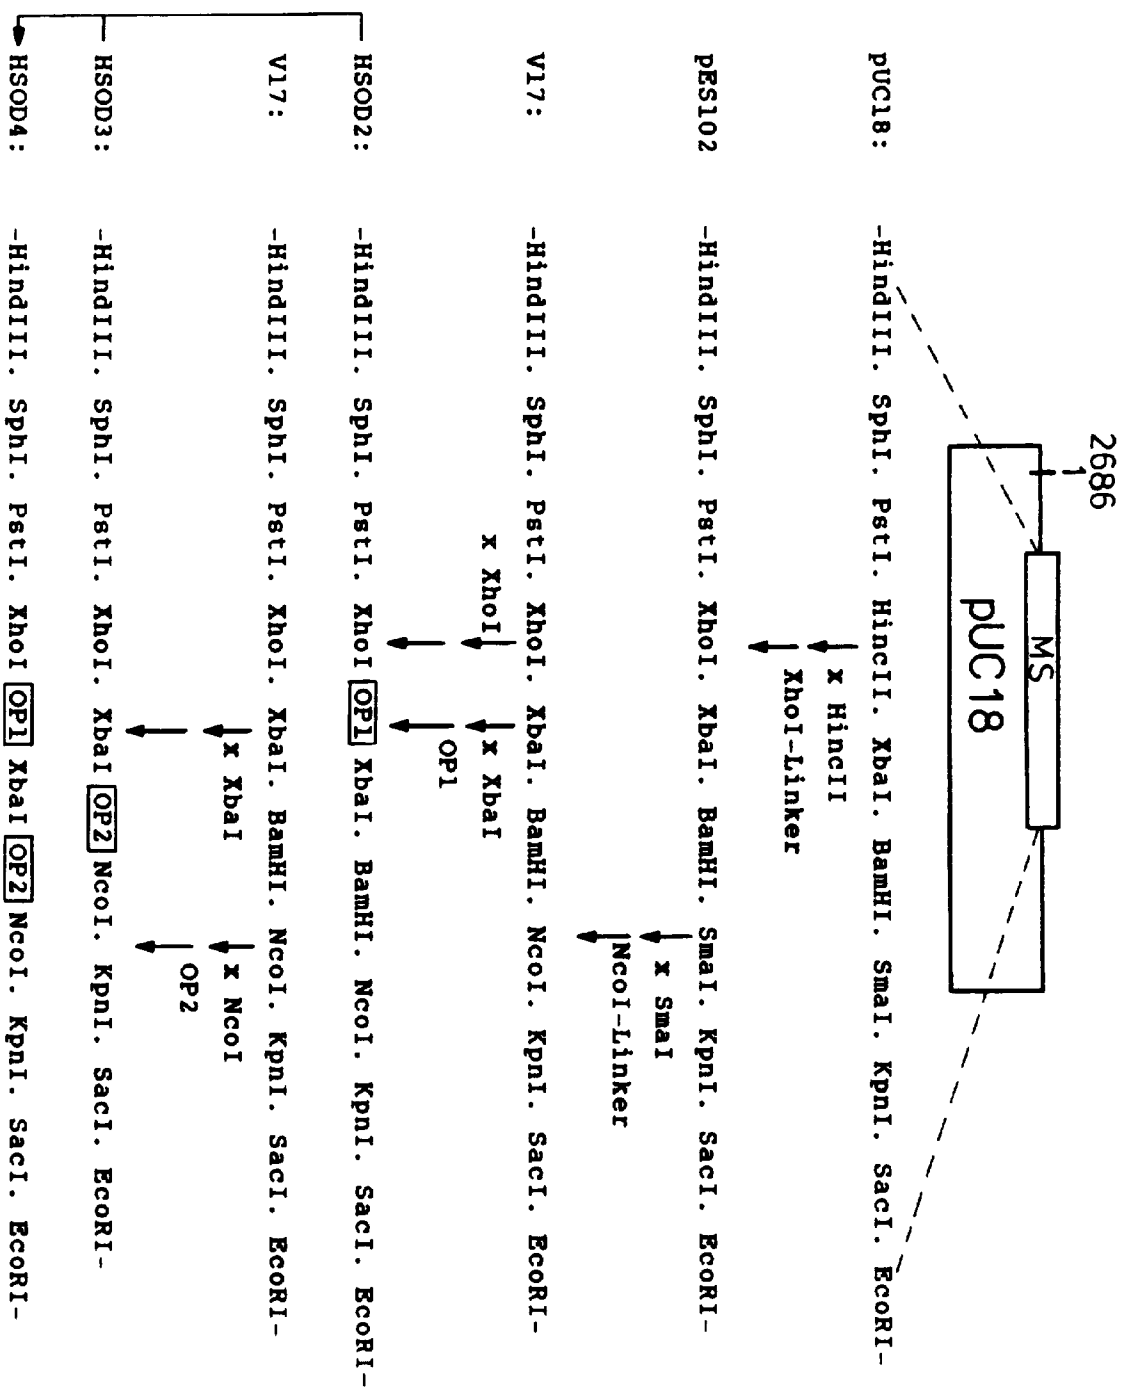 2686
1
MS
pUC18
pUC18: -HindIII. SphI. PstI. HincII. XbaI. BamHI. SmaI. KpnI. SacI. EcoRI-
x HincII
XhoI-Linker
pES102 -HindIII. SphI. PstI. XhoI. XbaI. BamHI. SmaI. KpnI. SacI. EcoRI-
x SmaI
NcoI-Linker
V17: -HindIII. SphI. PstI. XhoI. XbaI. BamHI. NcoI. KpnI. SacI. EcoRI-
x XhoI x XbaI
OP1
HSOD2: -HindIII. SphI. PstI. XhoI OP1 XbaI. BamHI. NcoI. KpnI. SacI. EcoRI-
V17: -HindIII. SphI. PstI. XhoI. XbaI. BamHI. NcoI. KpnI. SacI. EcoRI-
x XbaI x NcoI
OP2
HSOD3: -HindIII. SphI. PstI. XhoI. XbaI OP2 NcoI. KpnI. SacI. EcoRI-
HSOD4: -HindIII. SphI. PstI. XhoI OP1 XbaI OP2 NcoI. KpnI. SacI. EcoRI-